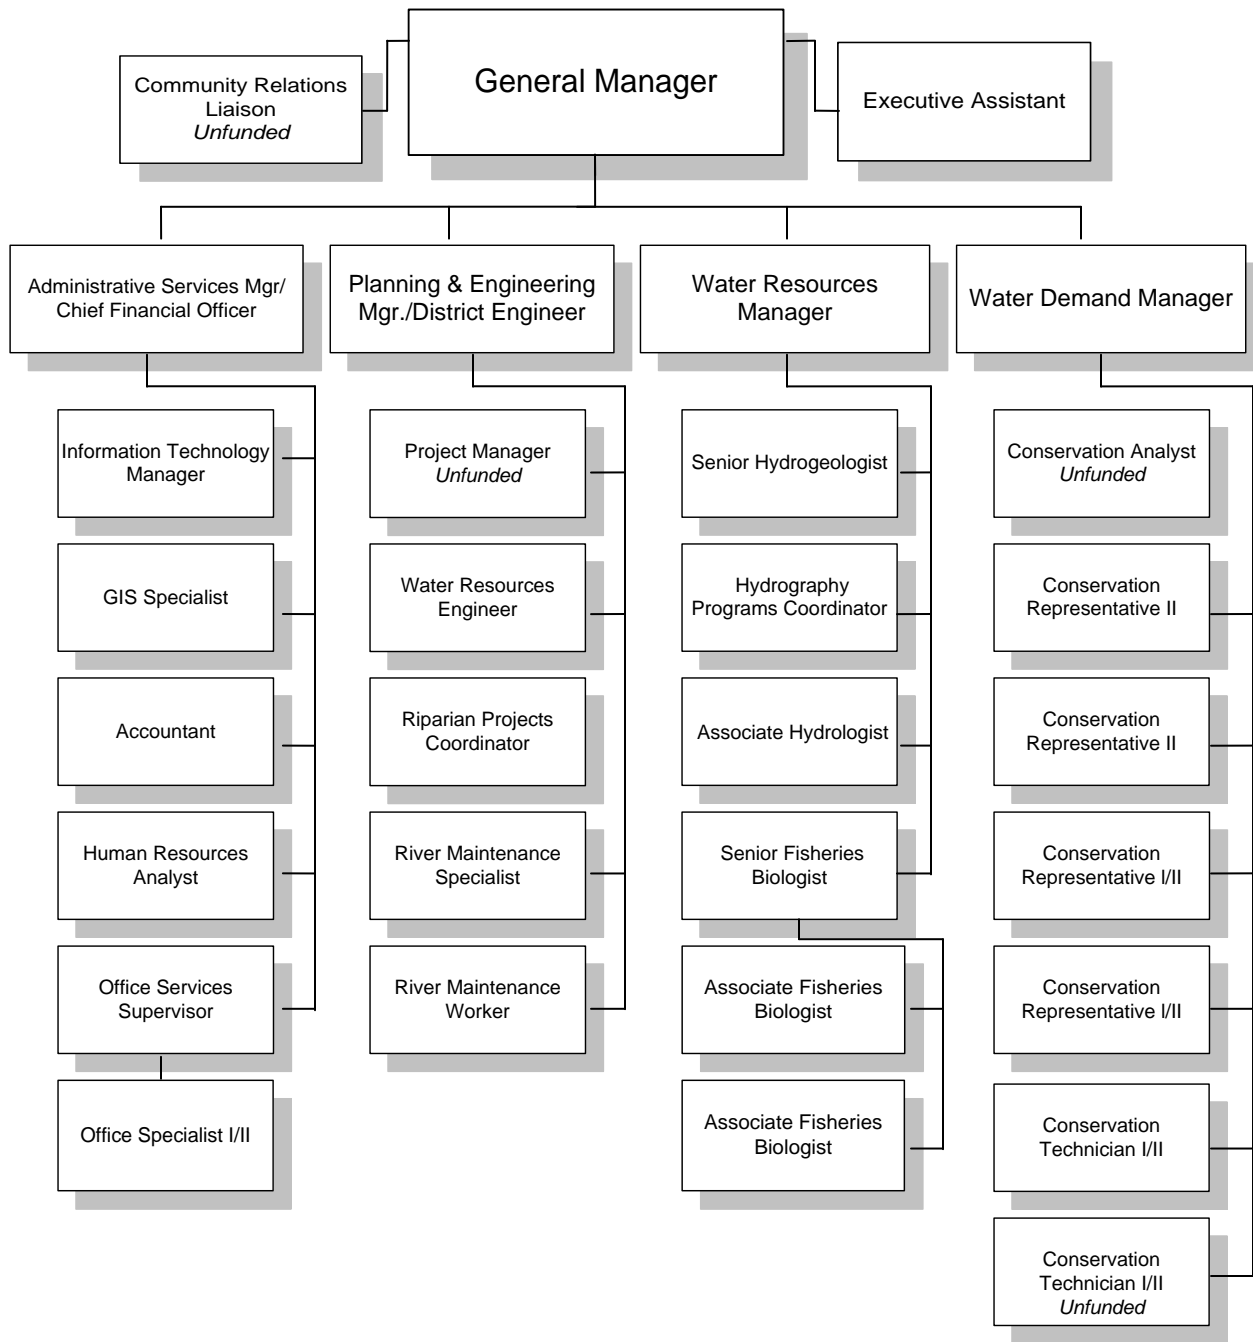 General Manager
Community Relations
Liaison
Unfunded
Executive Assistant
Administrative Services Mgr/
Chief Financial Officer
Planning & Engineering
Mgr./District Engineer
Water Resources
Manager
Water Demand Manager
Information Technology
Manager
GIS Specialist
Accountant
Human Resources
Analyst
Office Services
Supervisor
Office Specialist I/II
Project Manager
Unfunded
Water Resources
Engineer
Riparian Projects
Coordinator
River Maintenance
Specialist
River Maintenance
Worker
Senior Hydrogeologist
Hydrography
Programs Coordinator
Associate Hydrologist
Senior Fisheries
Biologist
Associate Fisheries
Biologist
Associate Fisheries
Biologist
Conservation Analyst
Unfunded
Conservation
Representative II
Conservation
Representative II
Conservation
Representative I/II
Conservation
Representative I/II
Conservation
Technician I/II
Conservation
Technician I/II
Unfunded